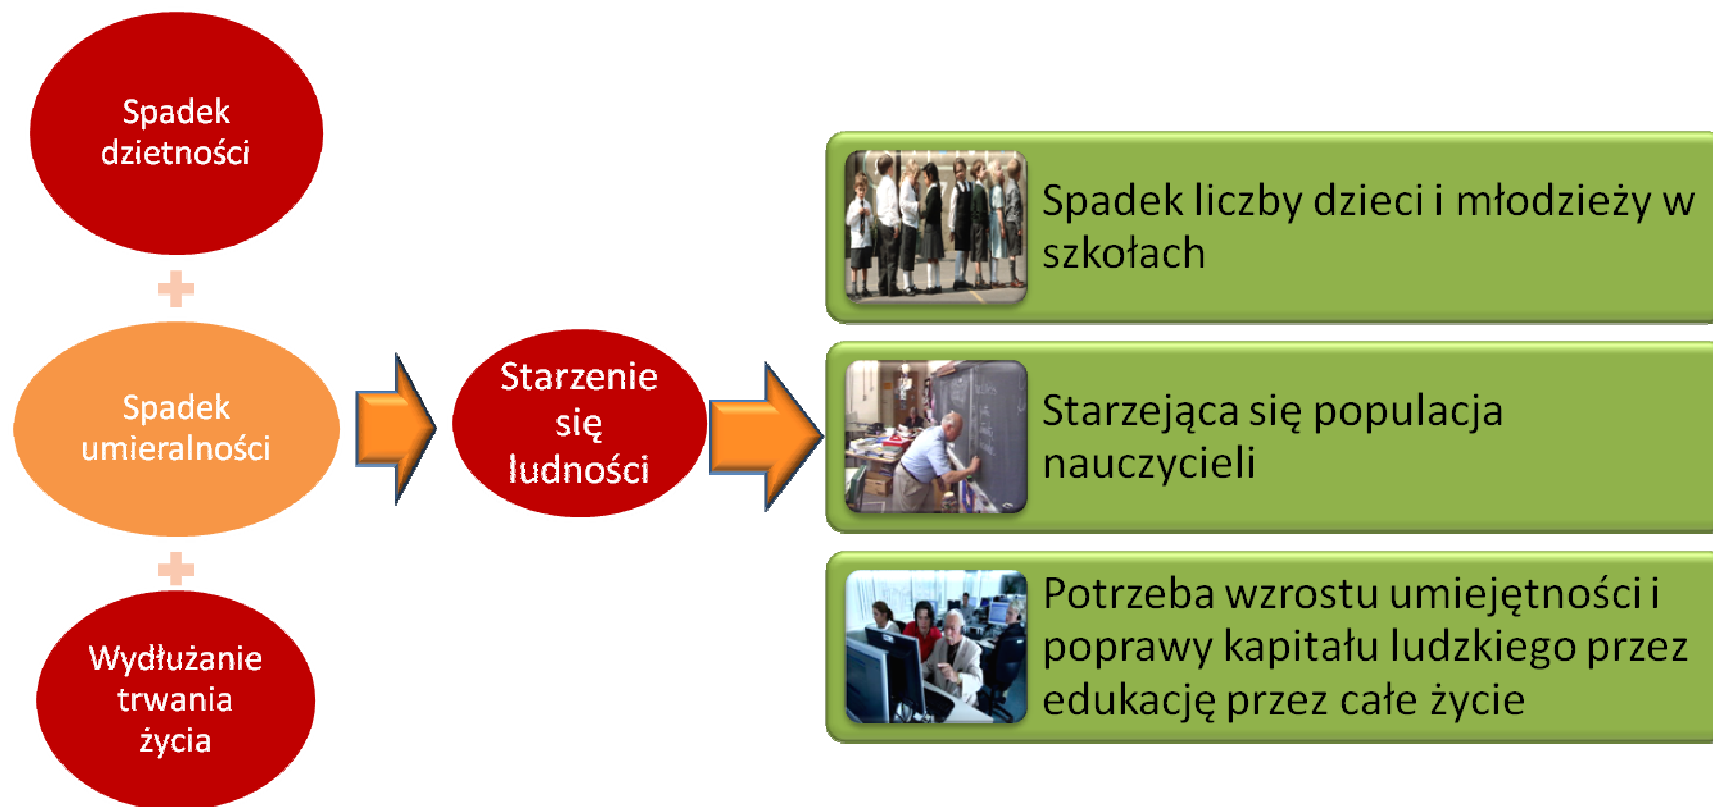 Spadek
dzietności
Spadek
umieralności
Wydłużanie
trwania
życia
Starzenie
się
ludności
Spadek liczby dzieci i młodzieży w
szkołach
Starzejąca się populacja
nauczycieli
Potrzeba wzrostu umiejętności i
poprawy kapitału ludzkiego przez
edukację przez całe życie